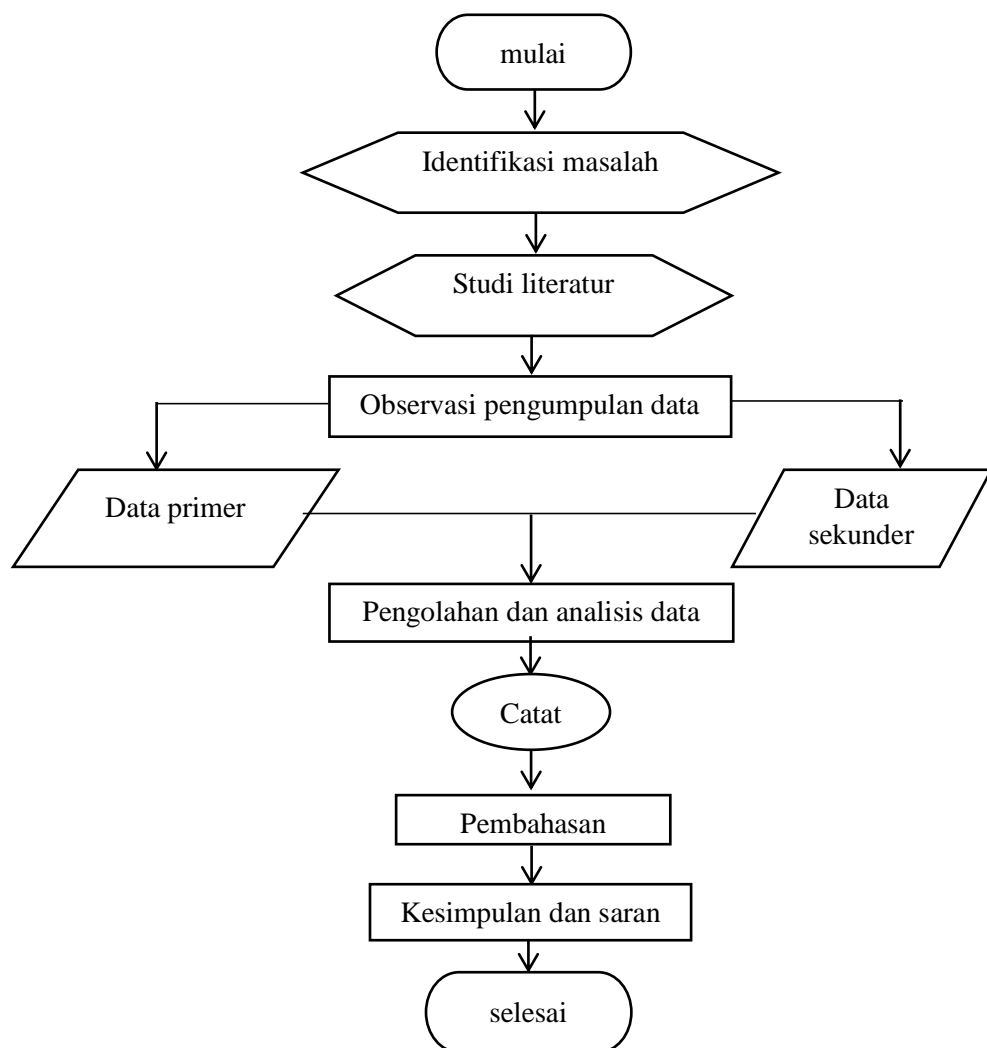 mulai
Identifikasi masalah
Studi literatur
Observasi pengumpulan data
Data primer
Data
sekunder
Pengolahan dan analisis data
Catat
Pembahasan
Kesimpulan dan saran
selesai